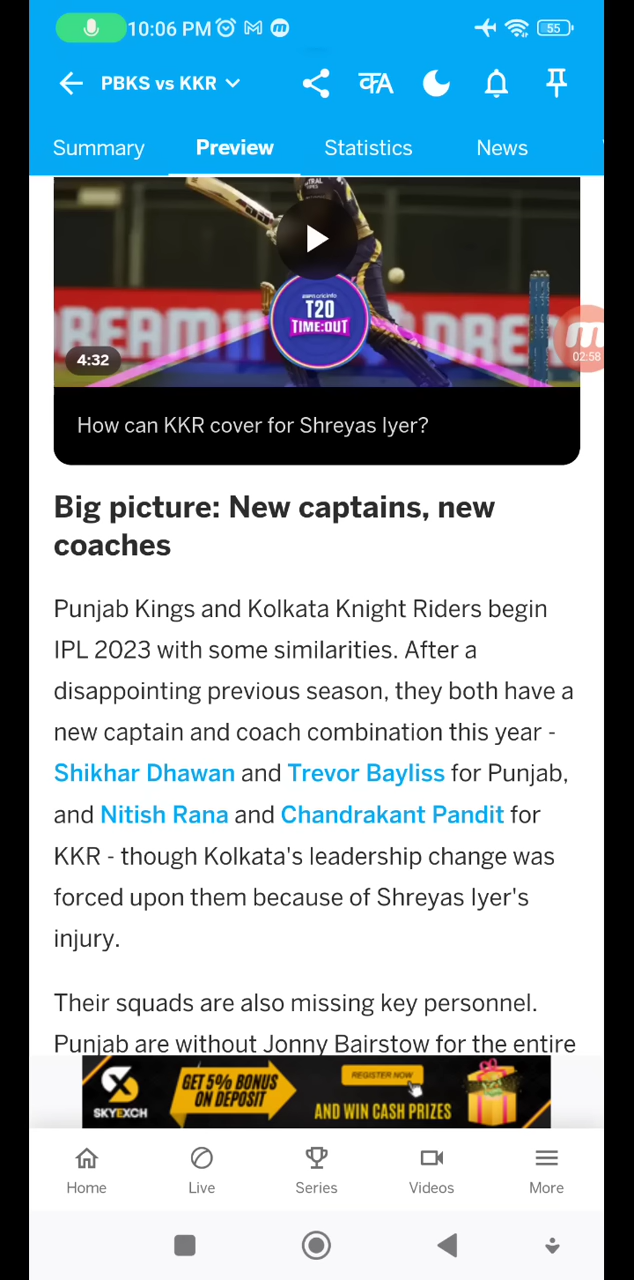 10:06 PM
55
PBKS vs KKR
क A
Summary Preview Statistics News
DREAM11 DRE
ESPN cricinfo
T20
TIME:OUT
4:32
m
02:58
How can KKR cover for Shreyas Iyer?
Big picture: New captains, new
coaches
Punjab Kings and Kolkata Knight Riders begin
IPL 2023 with some similarities. After a
disappointing previous season, they both have a
new captain and coach combination this year -
Shikhar Dhawan and Trevor Bayliss for Punjab,
and Nitish Rana and Chandrakant Pandit for
KKR - though Kolkata's leadership change was
forced upon them because of Shreyas Iyer's
injury.
Their squads are also missing key personnel.
Punjab are without Jonny Bairstow for the entire
SKYEXCH
GET 5% BONUS
ON DEPOSIT
REGISTER NOW
AND WIN CASH PRIZES
Home Live Series Videos More